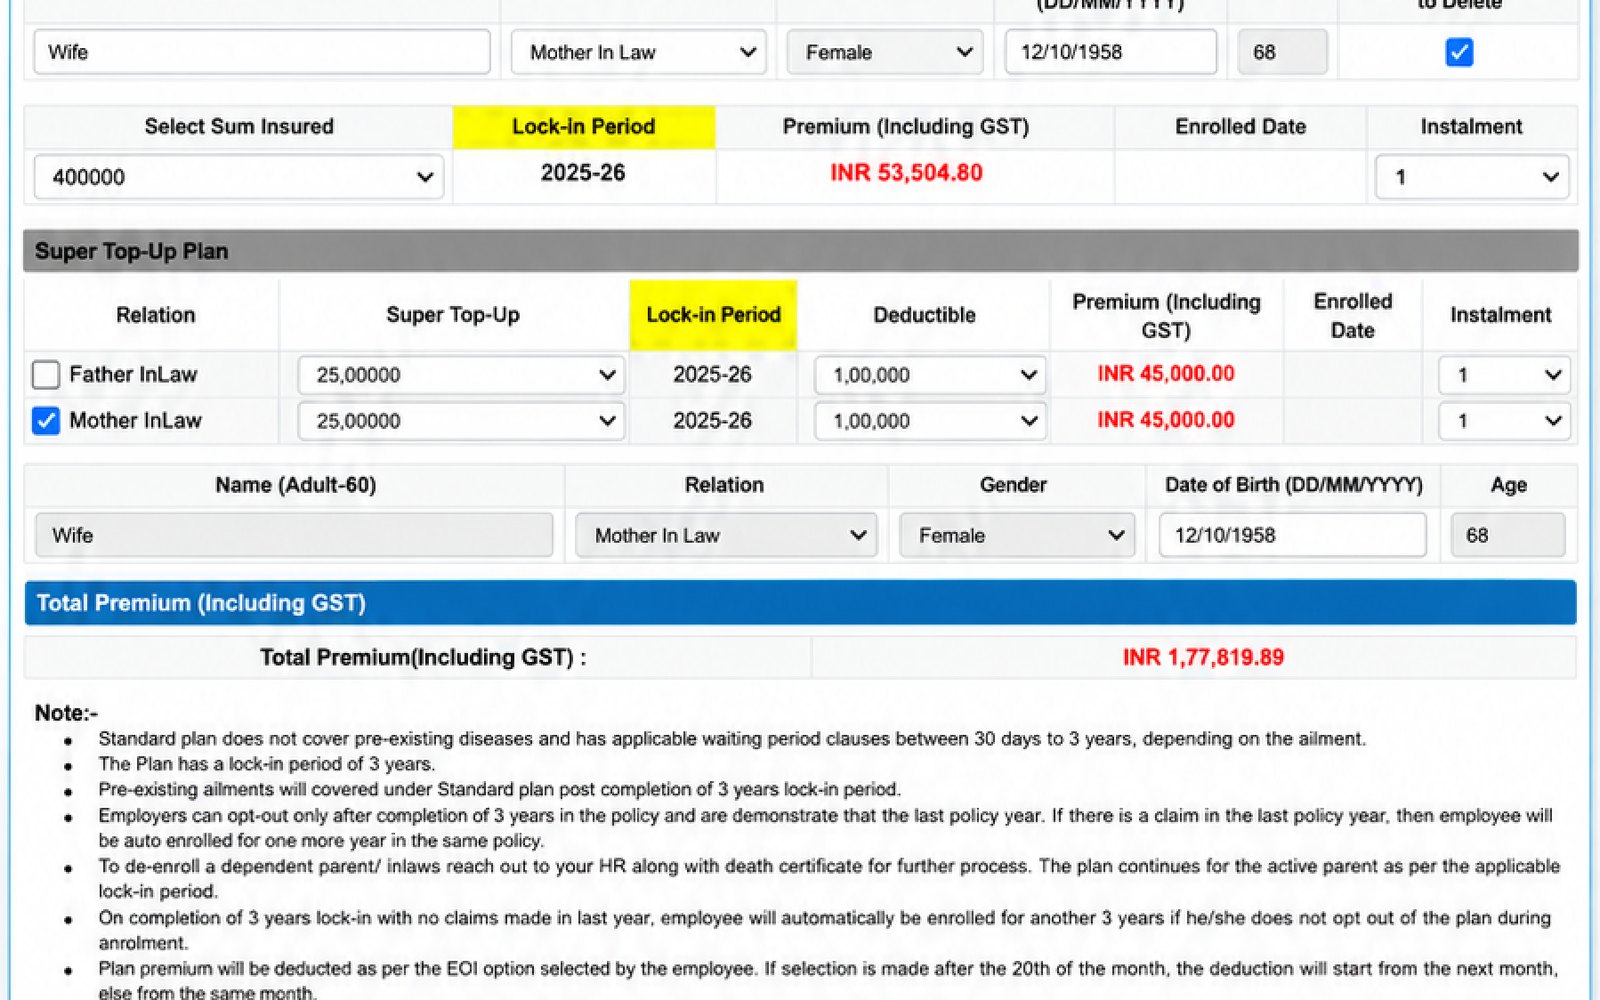 (DD/MM/YYYY) to Delete
Wife Mother In Law Female 12/10/1958 68
Select Sum Insured Lock-in Period Premium (Including GST) Enrolled Date Instalment
400000 2025-26 INR 53,504.80 1
Super Top-Up Plan
Relation Super Top-Up Lock-in Period Deductible Premium (Including GST) Enrolled Date Instalment
Father InLaw 25,00000 2025-26 1,00,000 INR 45,000.00 1
Mother InLaw 25,00000 2025-26 1,00,000 INR 45,000.00 1
Name (Adult-60) Relation Gender Date of Birth (DD/MM/YYYY) Age
Wife Mother In Law Female 12/10/1958 68
Total Premium (Including GST)
Total Premium(Including GST) : INR 1,77,819.89
Note:-
• Standard plan does not cover pre-existing diseases and has applicable waiting period clauses between 30 days to 3 years, depending on the ailment.
• The Plan has a lock-in period of 3 years.
• Pre-existing ailments will covered under Standard plan post completion of 3 years lock-in period.
• Employers can opt-out only after completion of 3 years in the policy and are demonstrate that the last policy year. If there is a claim in the last policy year, then employee will
be auto enrolled for one more year in the same policy.
• To de-enroll a dependent parent/ inlaws reach out to your HR along with death certificate for further process. The plan continues for the active parent as per the applicable
lock-in period.
• On completion of 3 years lock-in with no claims made in last year, employee will automatically be enrolled for another 3 years if he/she does not opt out of the plan during
anrolment.
• Plan premium will be deducted as per the EOI option selected by the employee. If selection is made after the 20th of the month, the deduction will start from the next month,
else from the same month.